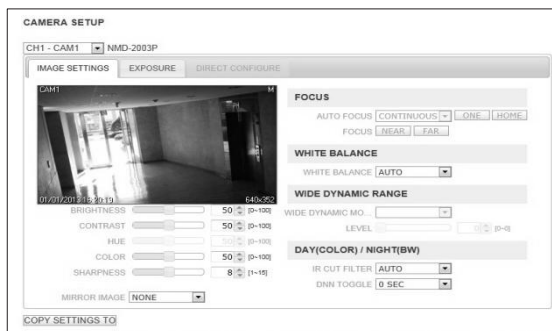 CAMERA SETUP
CH1 - CAM1 NMD-2003P
IMAGE SETTINGS EXPOSURE DIRECT CONFIGURE
CAM1 M
01/01/2013 15:20:19 640x352
BRIGHTNESS 50 [0~100]
CONTRAST 50 [0~100]
HUE 50 [0~100]
COLOR 50 [0~100]
SHARPNESS 8 [1~15]
MIRROR IMAGE NONE
FOCUS
AUTO FOCUS CONTINUOUS ONE HOME
FOCUS NEAR FAR
WHITE BALANCE
WHITE BALANCE AUTO
WIDE DYNAMIC RANGE
WIDE DYNAMIC MO...
LEVEL 0 [0~0]
DAY(COLOR) / NIGHT(BW)
IR CUT FILTER AUTO
DNN TOGGLE 0 SEC
COPY SETTINGS TO